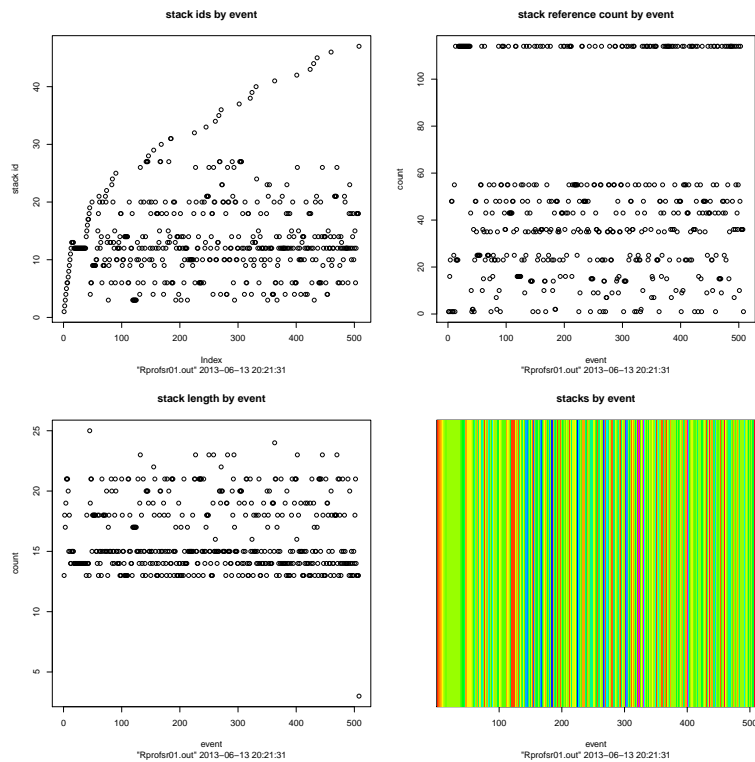 stack ids by event
stack id
0 10 20 30 40
0 100 200 300 400 500
Index
"Rprofsr01.out" 2013−06−13 20:21:31
stack reference count by event
count
0 20 40 60 80 100
0 100 200 300 400 500
event
"Rprofsr01.out" 2013−06−13 20:21:31
stack length by event
count
5 10 15 20 25
0 100 200 300 400 500
event
"Rprofsr01.out" 2013−06−13 20:21:31
stacks by event
100 200 300 400 500
event
"Rprofsr01.out" 2013−06−13 20:21:31